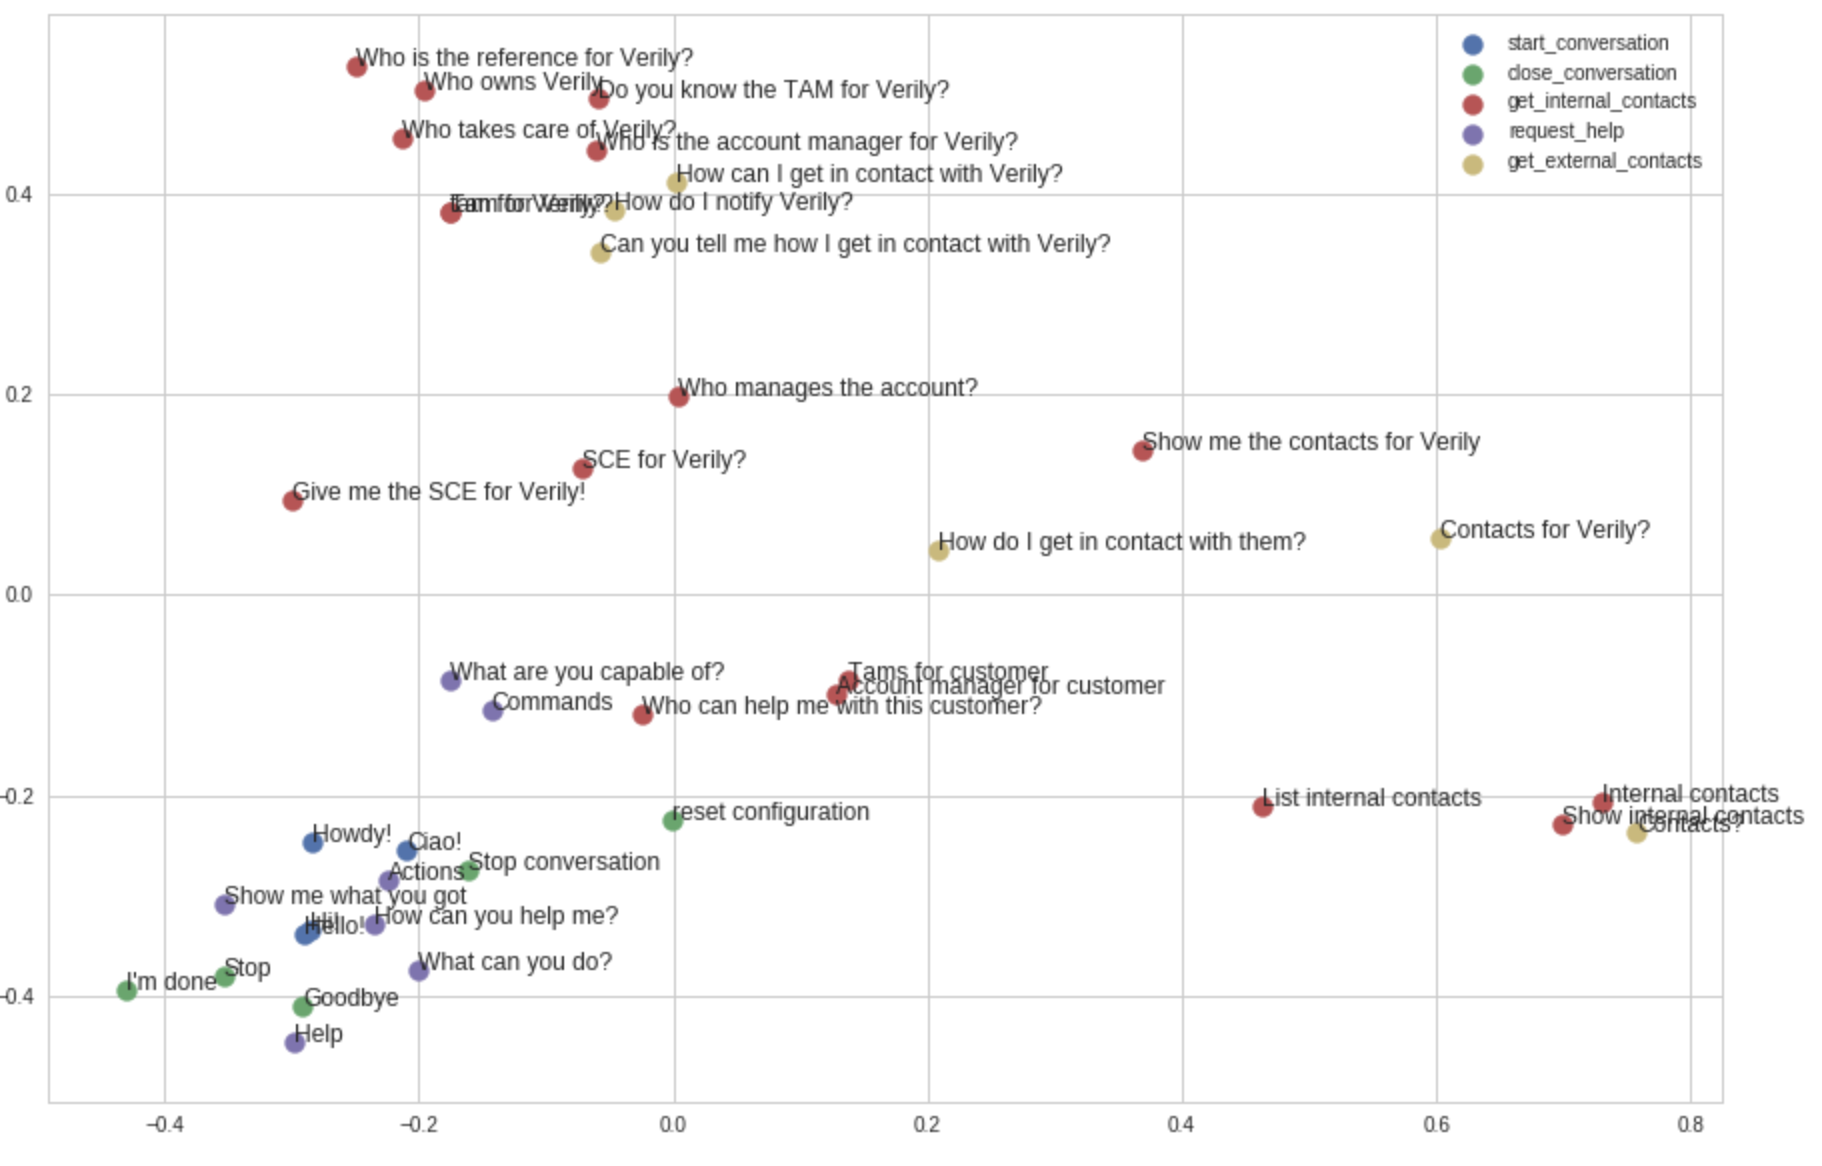 Who is the reference for Verily?
Who owns Verily
Do you know the TAM for Verily?
Who takes care of Verily?
Who is the account manager for Verily?
How can I get in contact with Verily?
for Verily?
How do I notify Verily?
Can you tell me how I get in contact with Verily?
Who manages the account?
Show me the contacts for Verily
SCE for Verily?
Give me the SCE for Verily!
How do I get in contact with them?
Contacts for Verily?
What are you capable of?
Tams for customer
Account manager for customer
Commands
Who can help me with this customer?
List internal contacts
Internal contacts
Show internal contacts
Contacts?
reset configuration
Howdy!
Ciao!
Stop conversation
Actions
Show me what you got
How can you help me?
Hi!
Hello!
What can you do?
Stop
I'm done
Goodbye
Help
start_conversation
close_conversation
get_internal_contacts
request_help
get_external_contacts
0.4
0.2
0.0
−0.2
−0.4
−0.4 −0.2 0.0 0.2 0.4 0.6 0.8